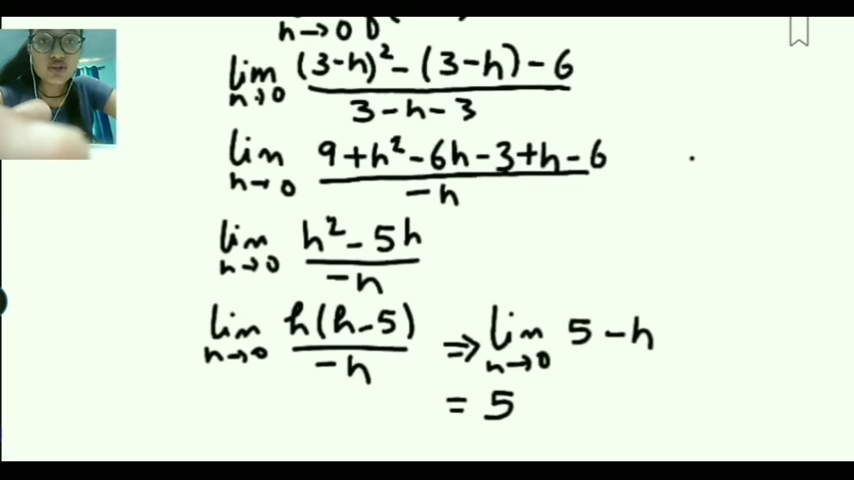 h→0
lim h→0 (3-h)² - (3-h) - 6 / 3-h-3
lim h→0 9+h²-6h-3+h-6 / -h
lim h→0 h²-5h / -h
lim h→0 h(h-5) / -h ⇒ lim h→0 5-h
= 5